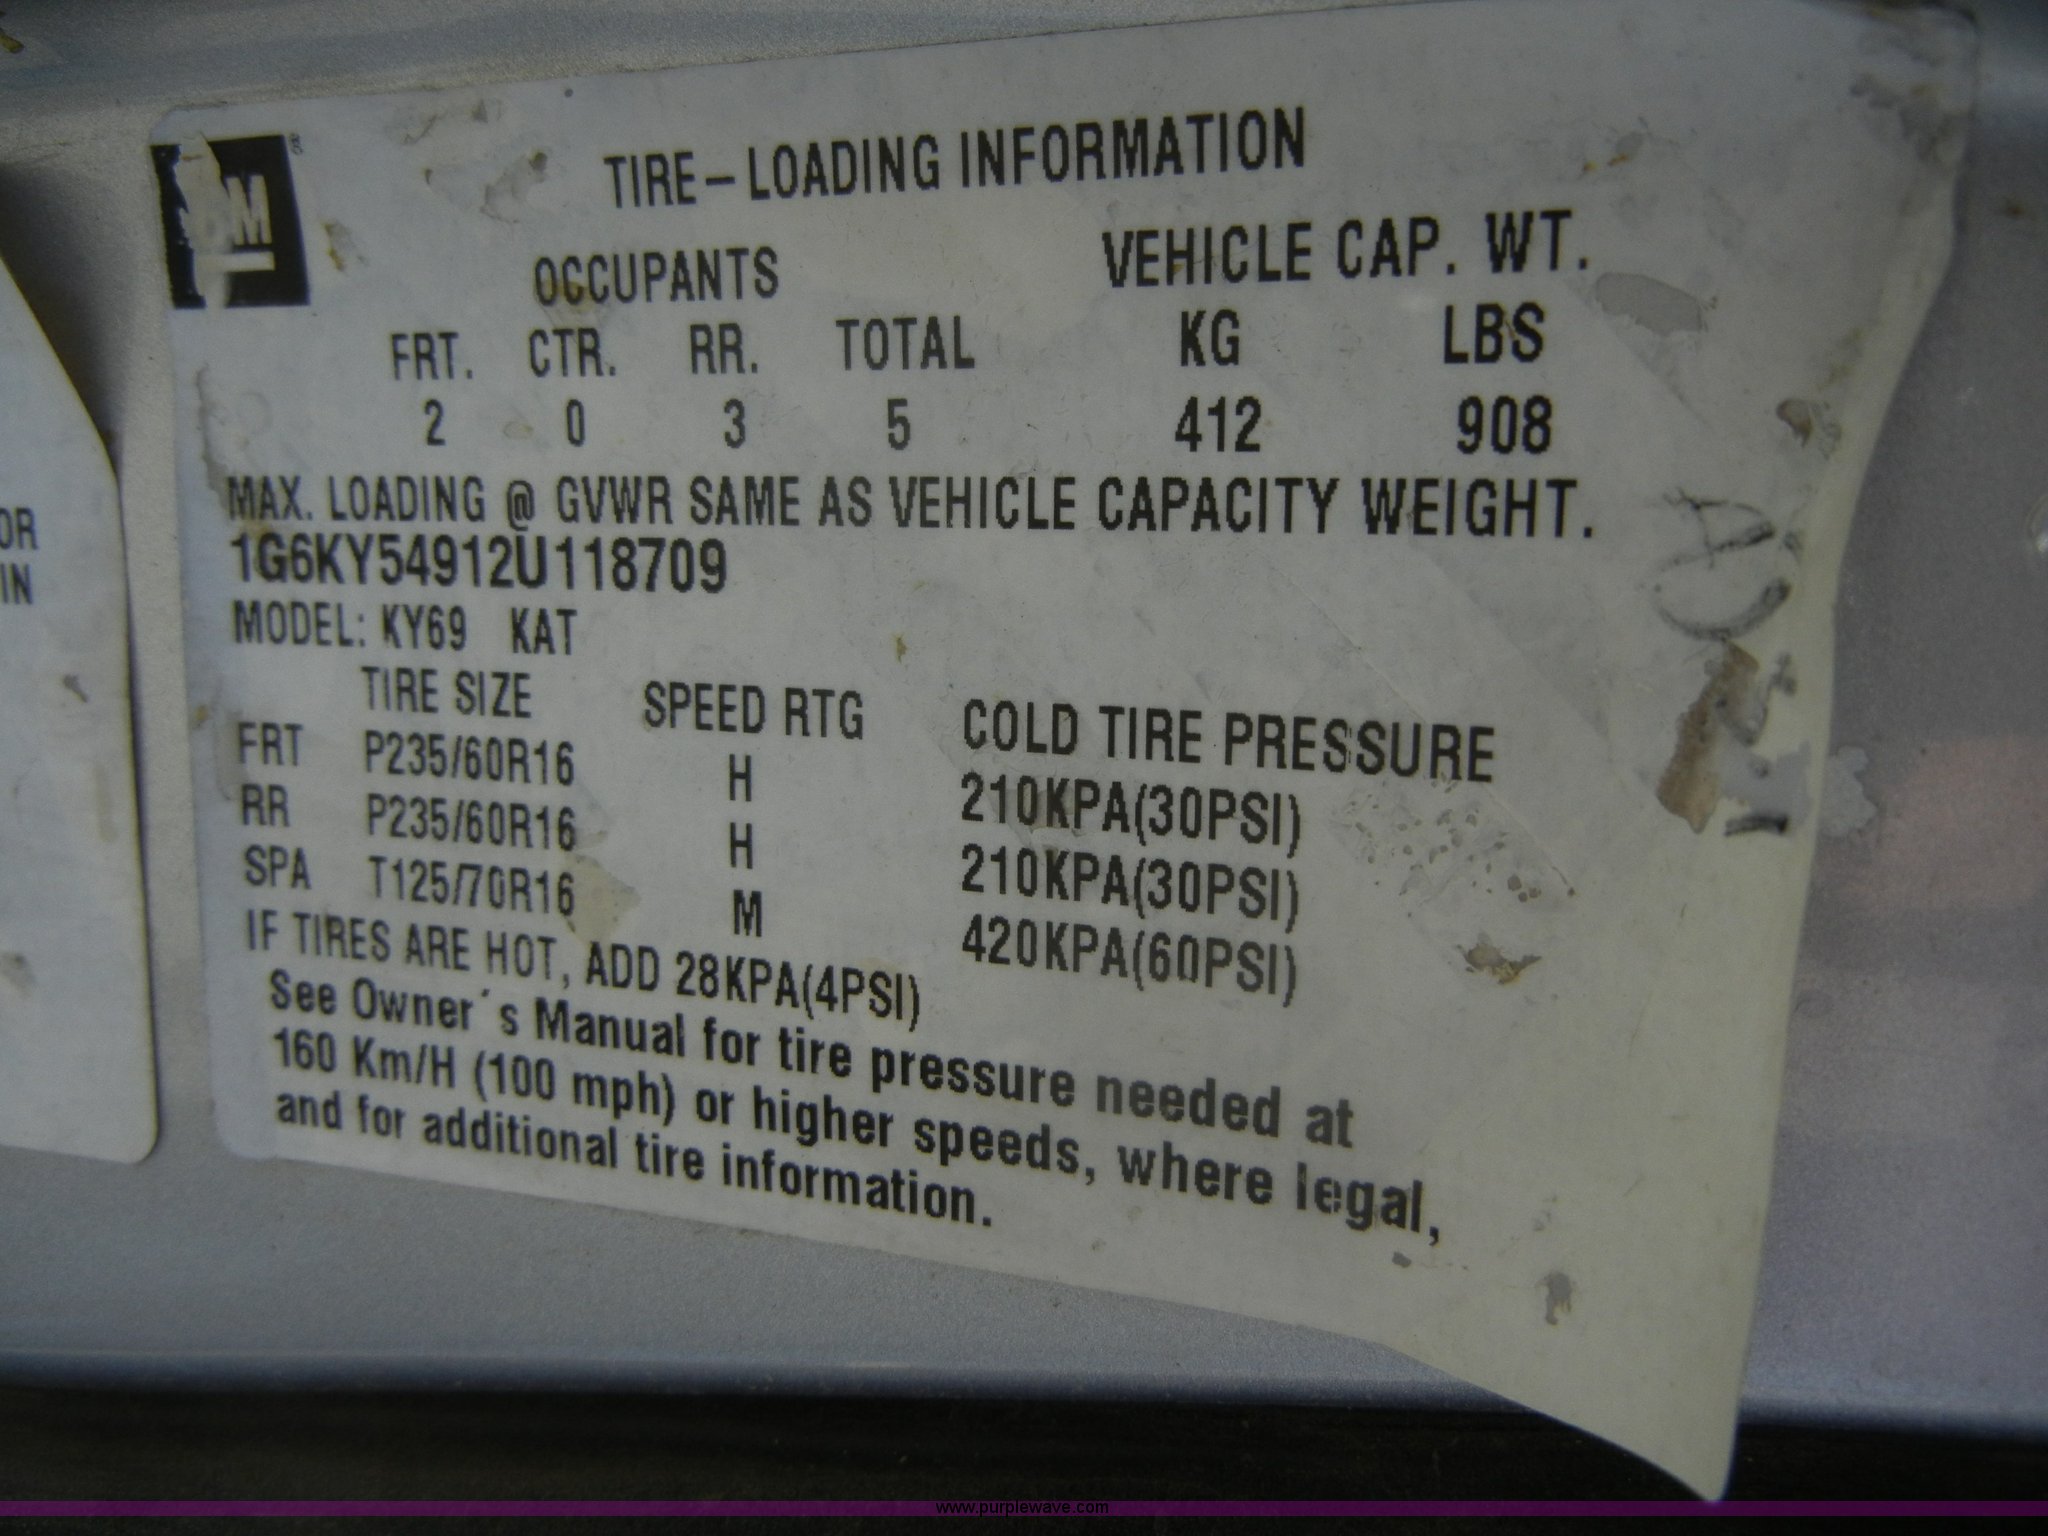 GM
TIRE-LOADING INFORMATION
OCCUPANTS VEHICLE CAP. WT.
FRT. CTR. RR. TOTAL KG LBS
2 0 3 5 412 908
MAX. LOADING @ GVWR SAME AS VEHICLE CAPACITY WEIGHT.
1G6KY54912U118709
MODEL: KY69 KAT
TIRE SIZE SPEED RTG COLD TIRE PRESSURE
FRT P235/60R16 H 210KPA(30PSI)
RR P235/60R16 H 210KPA(30PSI)
SPA T125/70R16 M 420KPA(60PSI)
IF TIRES ARE HOT, ADD 28KPA(4PSI)
See Owner´s Manual for tire pressure needed at
160 Km/H (100 mph) or higher speeds, where legal,
and for additional tire information.
OR
IN
www.purplewave.com